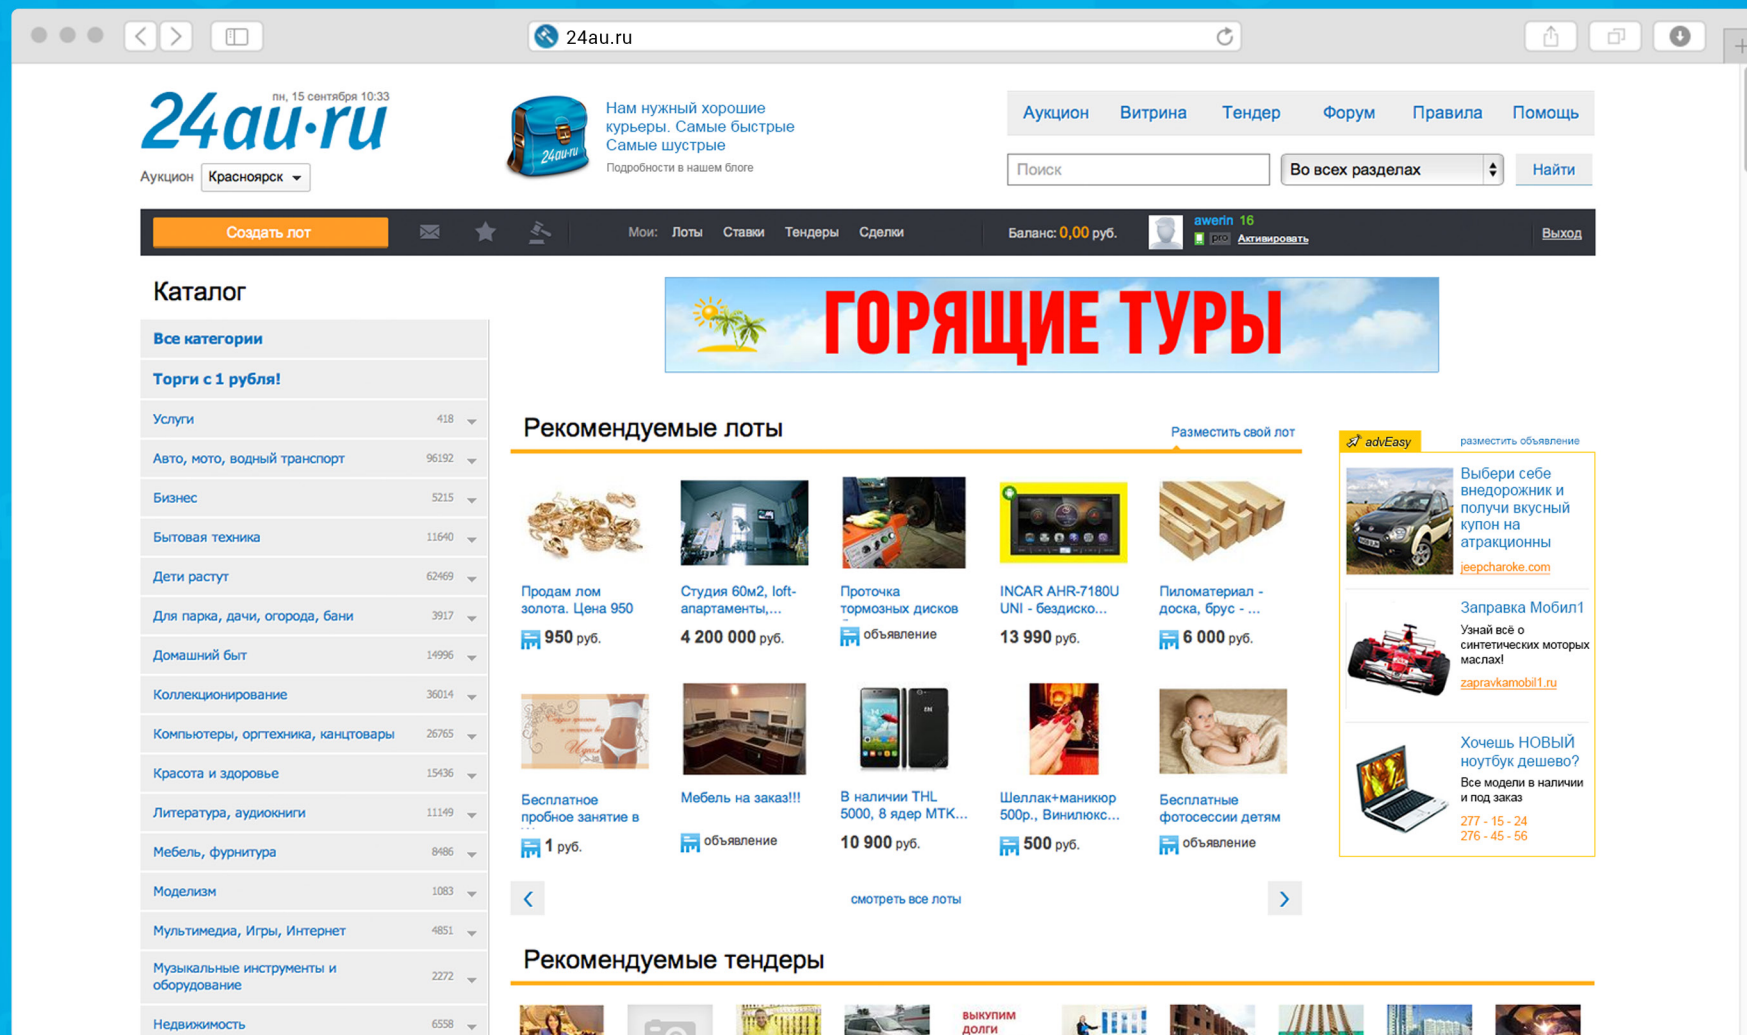 24au.ru
пн, 15 сентября 10:33
24au.ru
Аукцион Красноярск
24au.ru
Нам нужный хорошие
курьеры. Самые быстрые
Самые шустрые
Подробности в нашем блоге
Аукцион Витрина Тендер Форум Правила Помощь
Поиск Во всех разделах Найти
Создать лот
Мои: Лоты Ставки Тендеры Сделки
Баланс: 0,00 руб.
awerin 16
pro Активировать
Выход
Каталог
Все категории
Торги с 1 рубля!
Услуги 418
Авто, мото, водный транспорт 96192
Бизнес 5215
Бытовая техника 11640
Дети растут 62469
Для парка, дачи, огорода, бани 3917
Домашний быт 14996
Коллекционирование 36014
Компьютеры, оргтехника, канцтовары 26765
Красота и здоровье 15436
Литература, аудиокниги 11149
Мебель, фурнитура 8486
Моделизм 1083
Мультимедиа, Игры, Интернет 4851
Музыкальные инструменты и
оборудование 2272
Недвижимость 6558
ГОРЯЩИЕ ТУРЫ
Рекомендуемые лоты
Разместить свой лот
Продам лом
золота. Цена 950
950 руб.
Студия 60м2, loft-
апартаменты,...
4 200 000 руб.
Проточка
тормозных дисков
объявление
INCAR AHR-7180U
UNI - бездиско...
13 990 руб.
Пиломатериал -
доска, брус - ...
6 000 руб.
Бесплатное
пробное занятие в
1 руб.
Мебель на заказ!!!
объявление
В наличии THL
5000, 8 ядер МТК...
10 900 руб.
Шеллак+маникюр
500р., Винилюкс...
500 руб.
Бесплатные
фотосессии детям
объявление
смотреть все лоты
advEasy
разместить объявление
Выбери себе
внедорожник и
получи вкусный
купон на
атракционны
jeepcharoke.com
Заправка Мобил1
Узнай всё о
синтетических моторных
маслах!
zapravkamobil1.ru
Хочешь НОВЫЙ
ноутбук дешево?
Все модели в наличии
и под заказ
277 - 15 - 24
276 - 45 - 56
Рекомендуемые тендеры
ВЫКУПИМ
ДОЛГИ